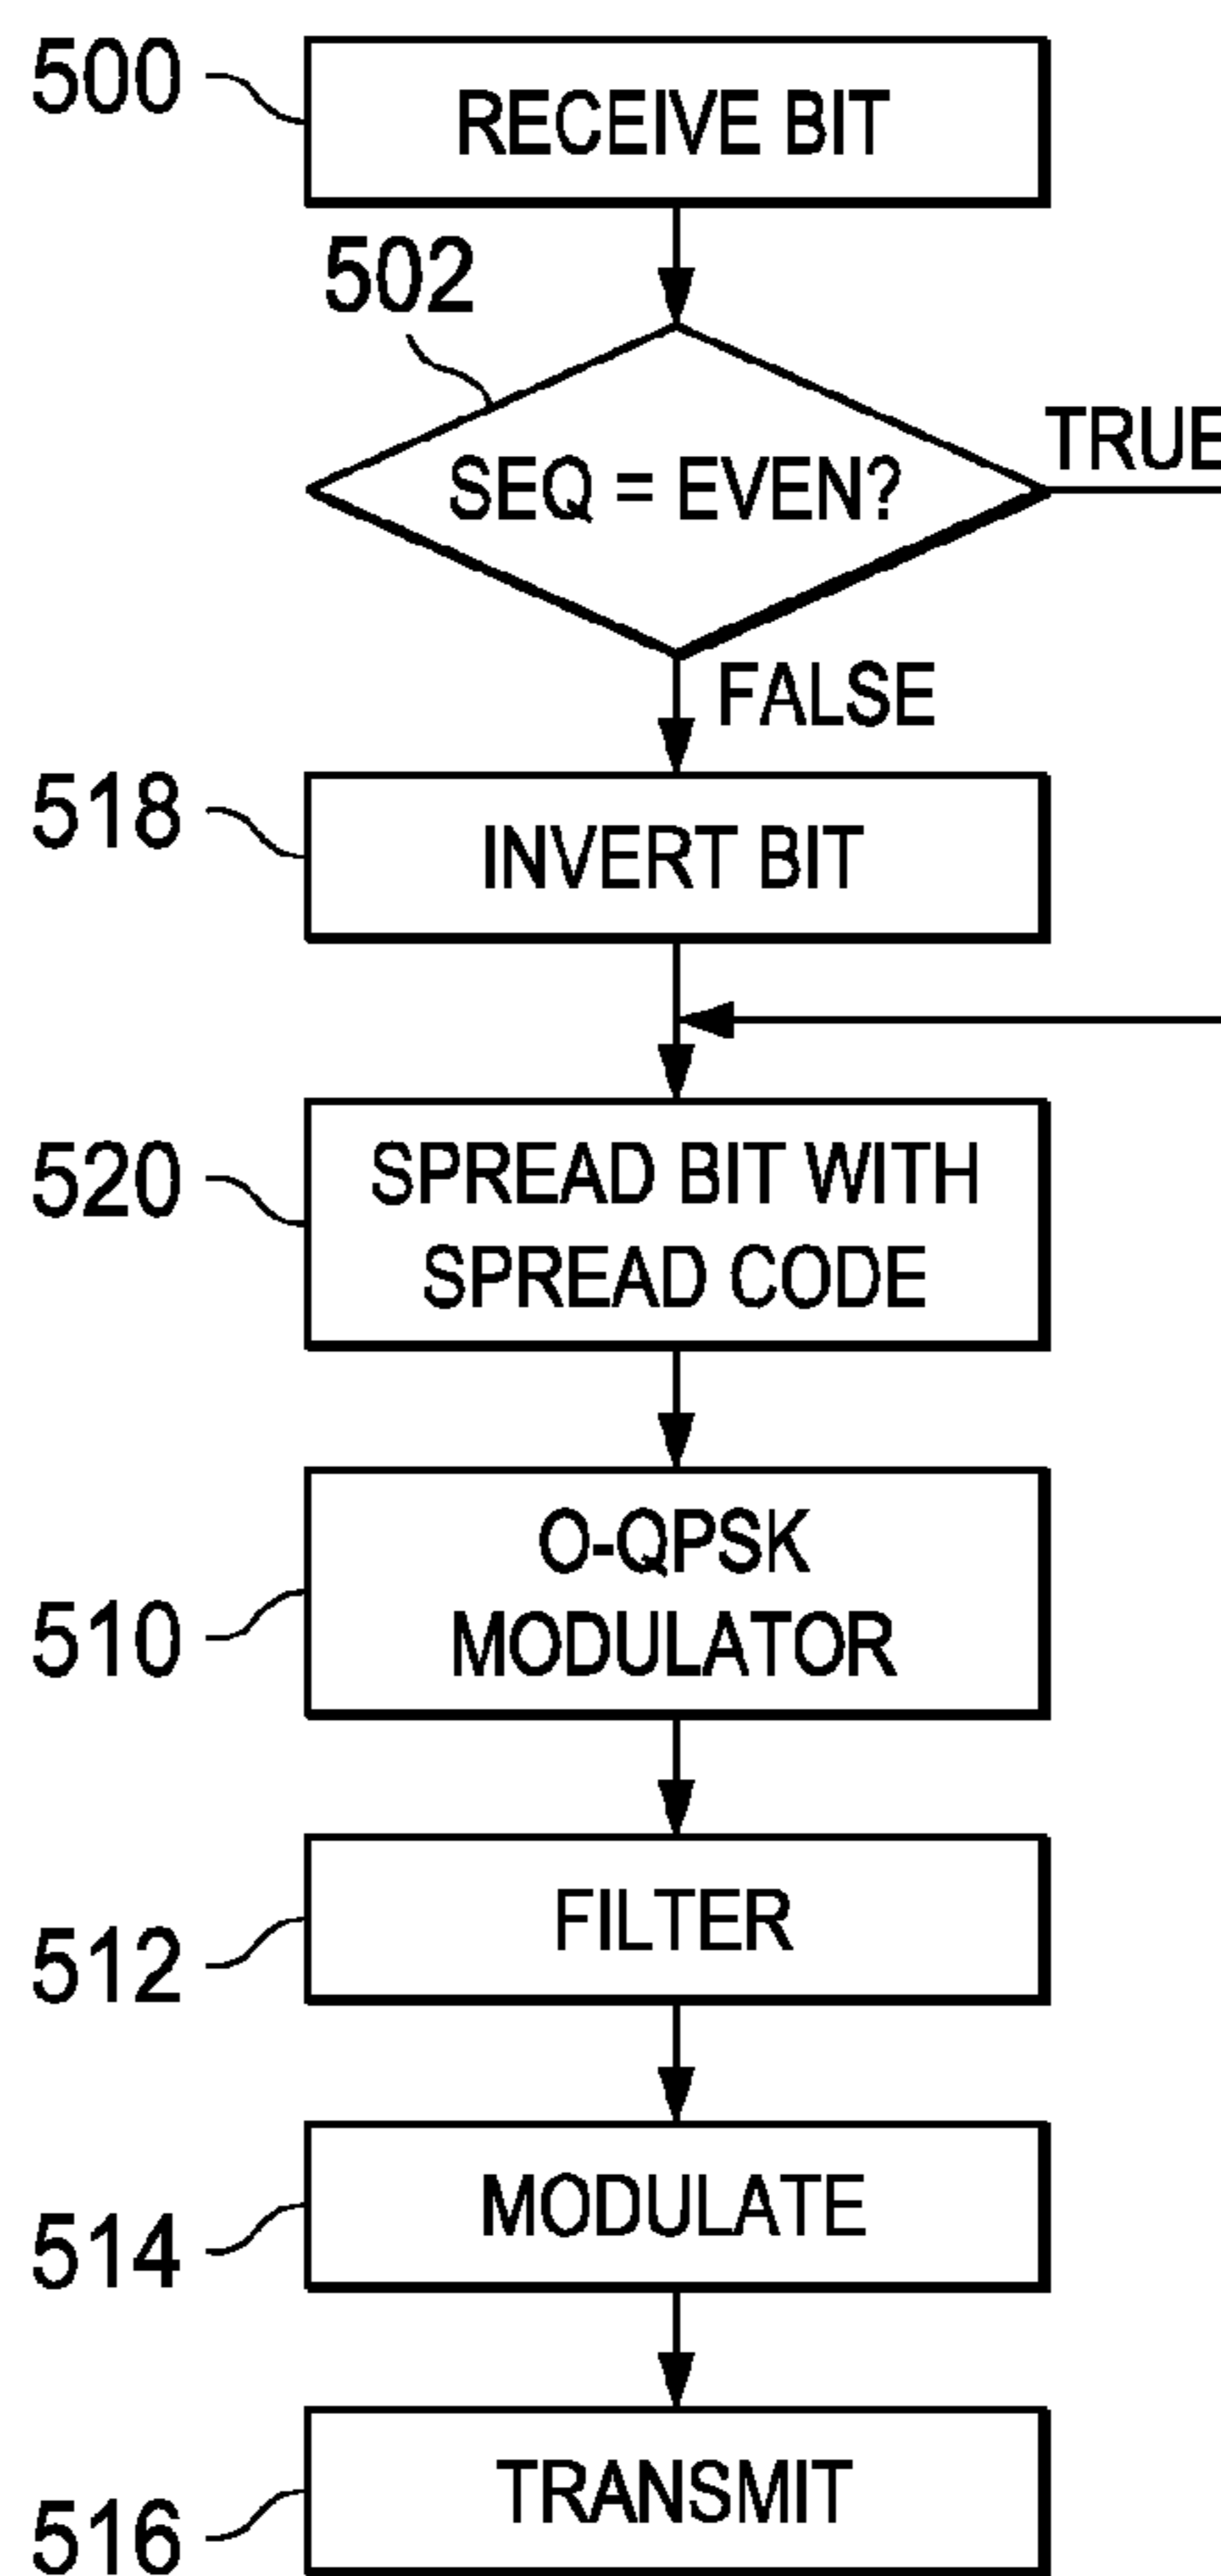 500
RECEIVE BIT
502
SEQ = EVEN?
TRUE
FALSE
518
INVERT BIT
520
SPREAD BIT WITH
SPREAD CODE
510
O-QPSK
MODULATOR
512
FILTER
514
MODULATE
516
TRANSMIT